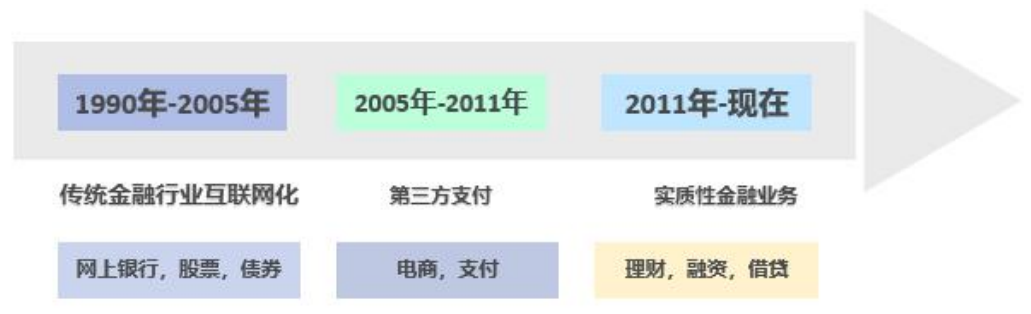 1990年-2005年
2005年-2011年
2011年-现在
传统金融行业互联网化
第三方支付
实质性金融业务
网上银行，股票，债券
电商，支付
理财，融资，借贷